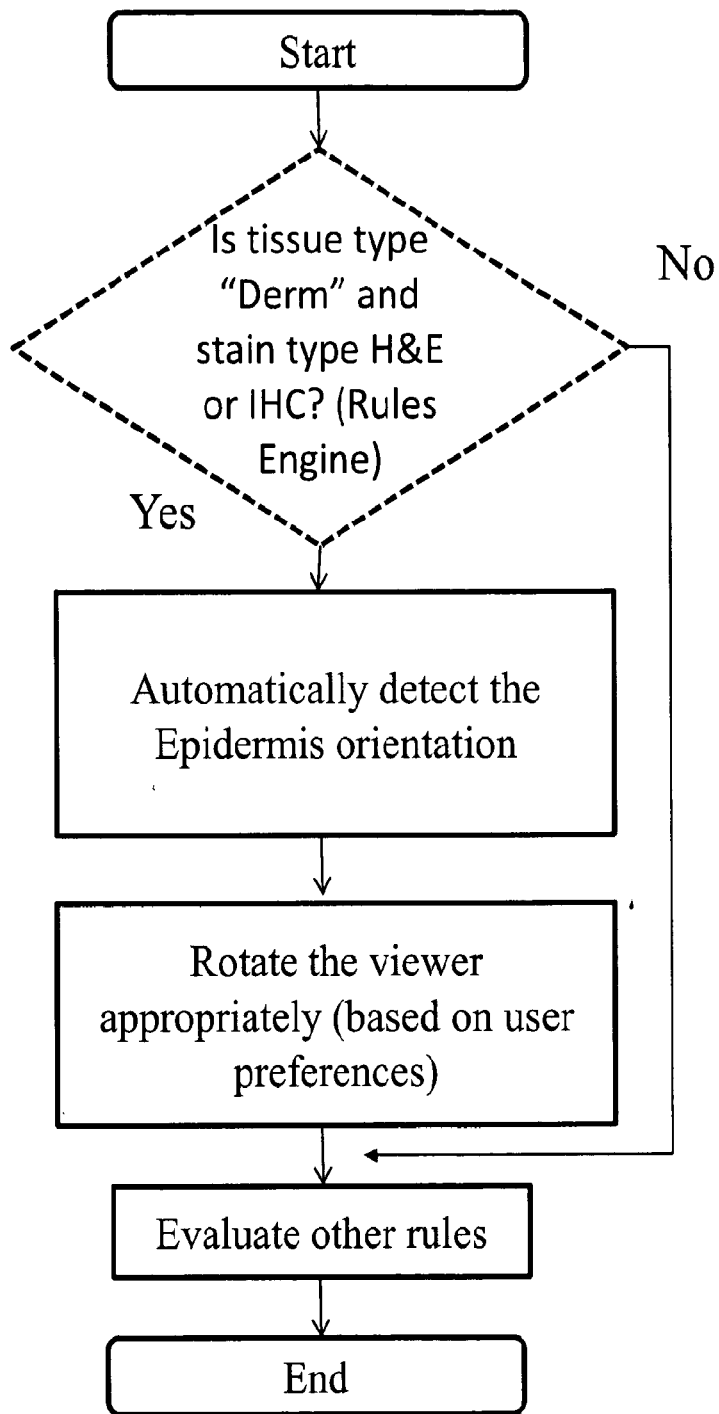 Start
Is tissue type
“Derm” and
stain type H&E
or IHC? (Rules
Engine)
No
Yes
Automatically detect the
Epidermis orientation
Rotate the viewer
appropriately (based on user
preferences)
Evaluate other rules
End